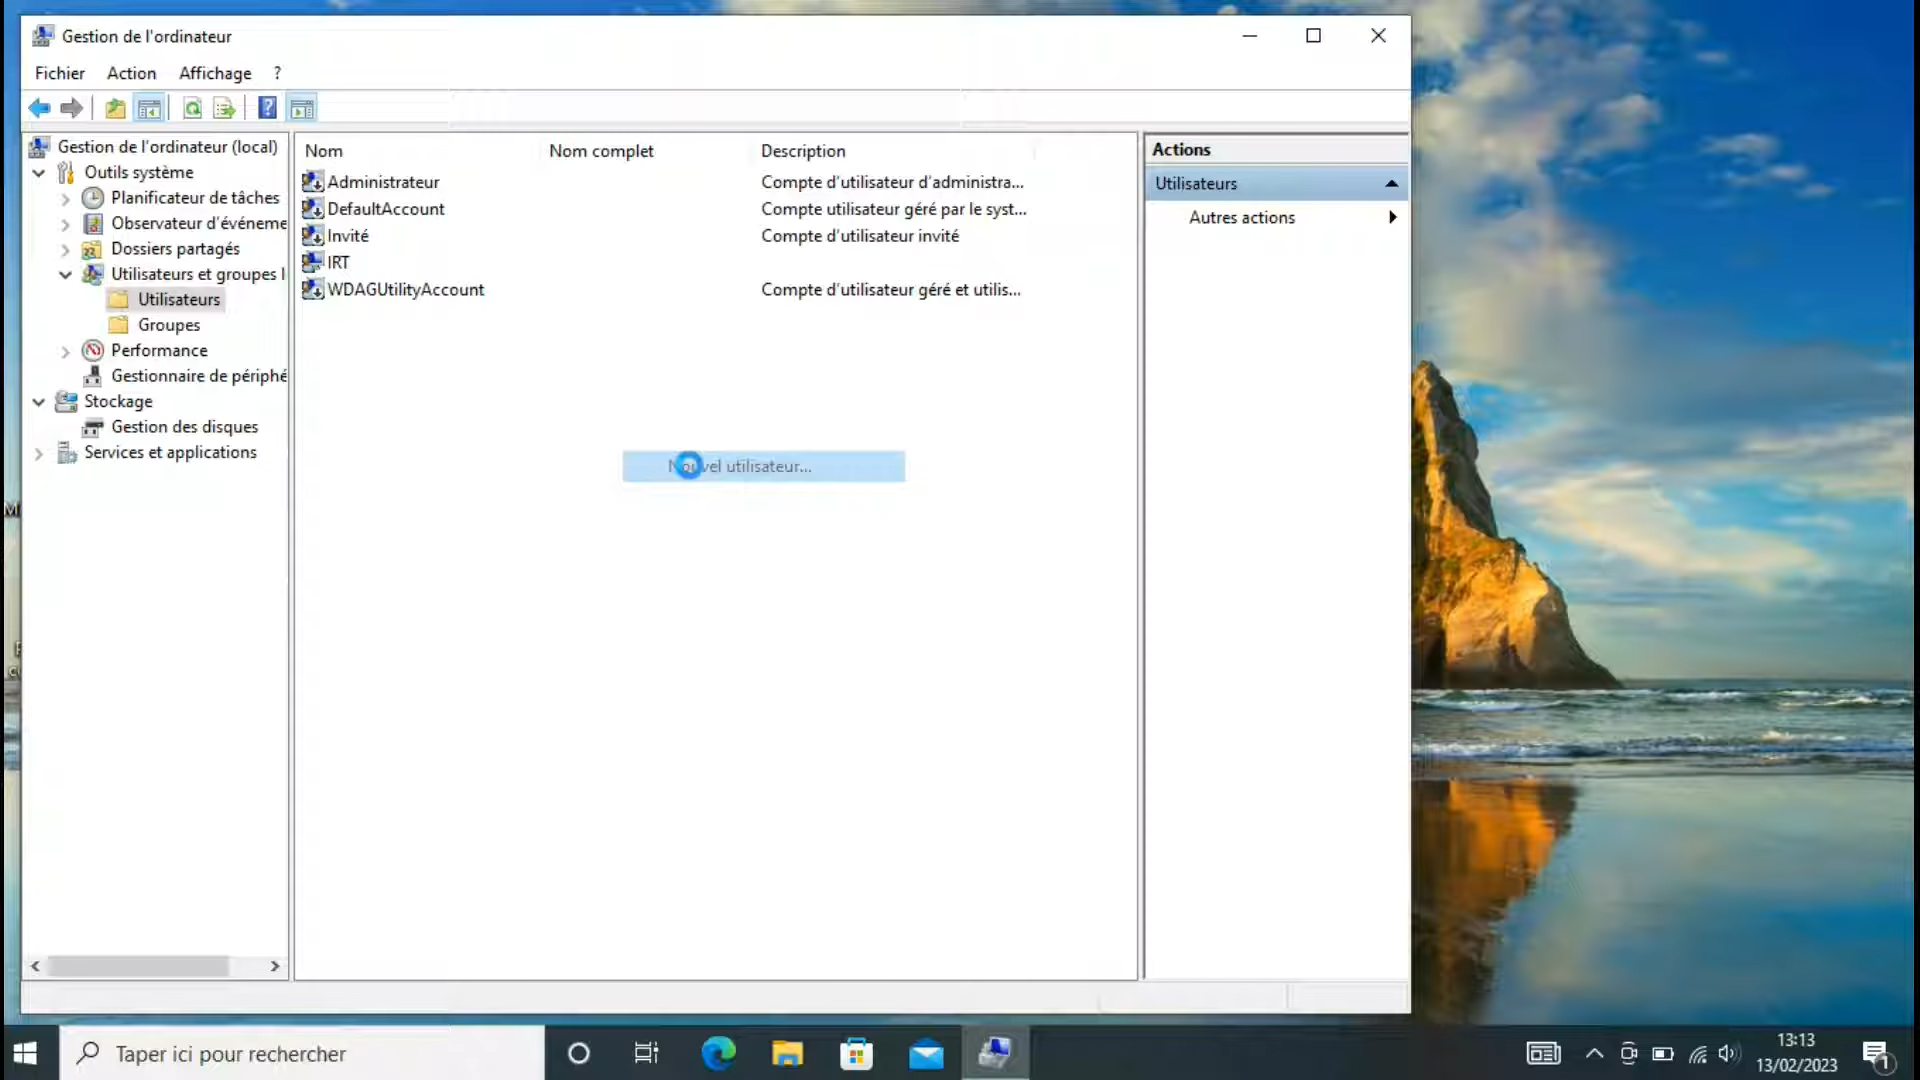 Gestion de l'ordinateur
Fichier Action Affichage ?
Gestion de l'ordinateur (local)
Outils système
Planificateur de tâches
Observateur d'événeme
Dossiers partagés
Utilisateurs et groupes l
Utilisateurs
Groupes
Performance
Gestionnaire de périphé
Stockage
Gestion des disques
Services et applications
Nom Nom complet Description
Administrateur Compte d'utilisateur d'administra...
DefaultAccount Compte utilisateur géré par le syst...
Invité Compte d'utilisateur invité
IRT
WDAGUtilityAccount Compte d'utilisateur géré et utilis...
Nouvel utilisateur...
Actions
Utilisateurs
Autres actions
Taper ici pour rechercher
13:13
13/02/2023
1